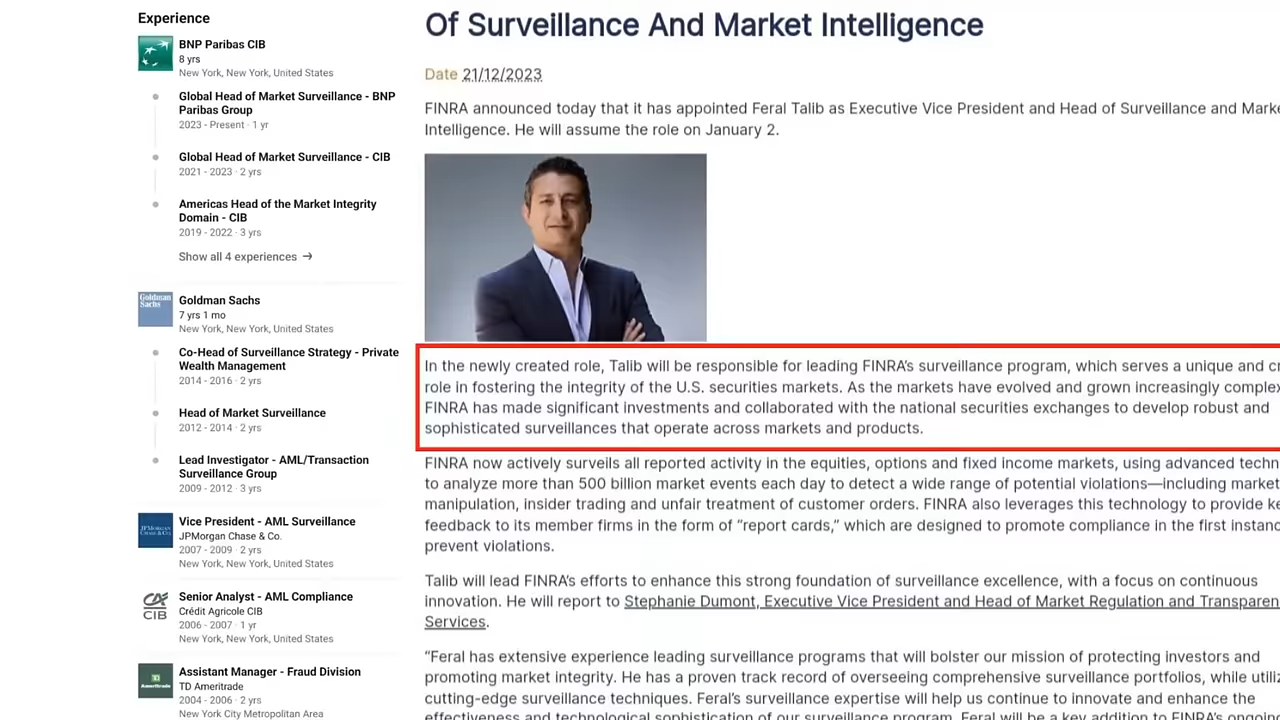 Experience
BNP Paribas CIB
8 yrs
New York, New York, United States
Global Head of Market Surveillance - BNP
Paribas Group
2023 - Present · 1 yr
Global Head of Market Surveillance - CIB
2021 - 2023 · 2 yrs
Americas Head of the Market Integrity
Domain - CIB
2019 - 2022 · 3 yrs
Show all 4 experiences →
Goldman
Sachs
Goldman Sachs
7 yrs 1 mo
New York, New York, United States
Co-Head of Surveillance Strategy - Private
Wealth Management
2014 - 2016 · 2 yrs
Head of Market Surveillance
2012 - 2014 · 2 yrs
Lead Investigator - AML/Transaction
Surveillance Group
2009 - 2012 · 3 yrs
JPMORGAN
CHASE & CO.
Vice President - AML Surveillance
JPMorgan Chase & Co.
2007 - 2009 · 2 yrs
New York, New York, United States
CA
CIB
Senior Analyst - AML Compliance
Crédit Agricole CIB
2006 - 2007 · 1 yr
New York, New York, United States
TD
Ameritrade
Assistant Manager - Fraud Division
TD Ameritrade
2004 - 2006 · 2 yrs
New York City Metropolitan Area
Of Surveillance And Market Intelligence
Date 21/12/2023
FINRA announced today that it has appointed Feral Talib as Executive Vice President and Head of Surveillance and Marke
Intelligence. He will assume the role on January 2.
In the newly created role, Talib will be responsible for leading FINRA's surveillance program, which serves a unique and cr
role in fostering the integrity of the U.S. securities markets. As the markets have evolved and grown increasingly complex
FINRA has made significant investments and collaborated with the national securities exchanges to develop robust and
sophisticated surveillances that operate across markets and products.
FINRA now actively surveils all reported activity in the equities, options and fixed income markets, using advanced techn
to analyze more than 500 billion market events each day to detect a wide range of potential violations—including market
manipulation, insider trading and unfair treatment of customer orders. FINRA also leverages this technology to provide ke
feedback to its member firms in the form of “report cards,” which are designed to promote compliance in the first instanc
prevent violations.
Talib will lead FINRA's efforts to enhance this strong foundation of surveillance excellence, with a focus on continuous
innovation. He will report to Stephanie Dumont, Executive Vice President and Head of Market Regulation and Transparen
Services.
“Feral has extensive experience leading surveillance programs that will bolster our mission of protecting investors and
promoting market integrity. He has a proven track record of overseeing comprehensive surveillance portfolios, while utiliz
cutting-edge surveillance techniques. Feral's surveillance expertise will help us continue to innovate and enhance the
effectiveness and technological sophistication of our surveillance program. Feral will be a key addition to FINRA's ongoing